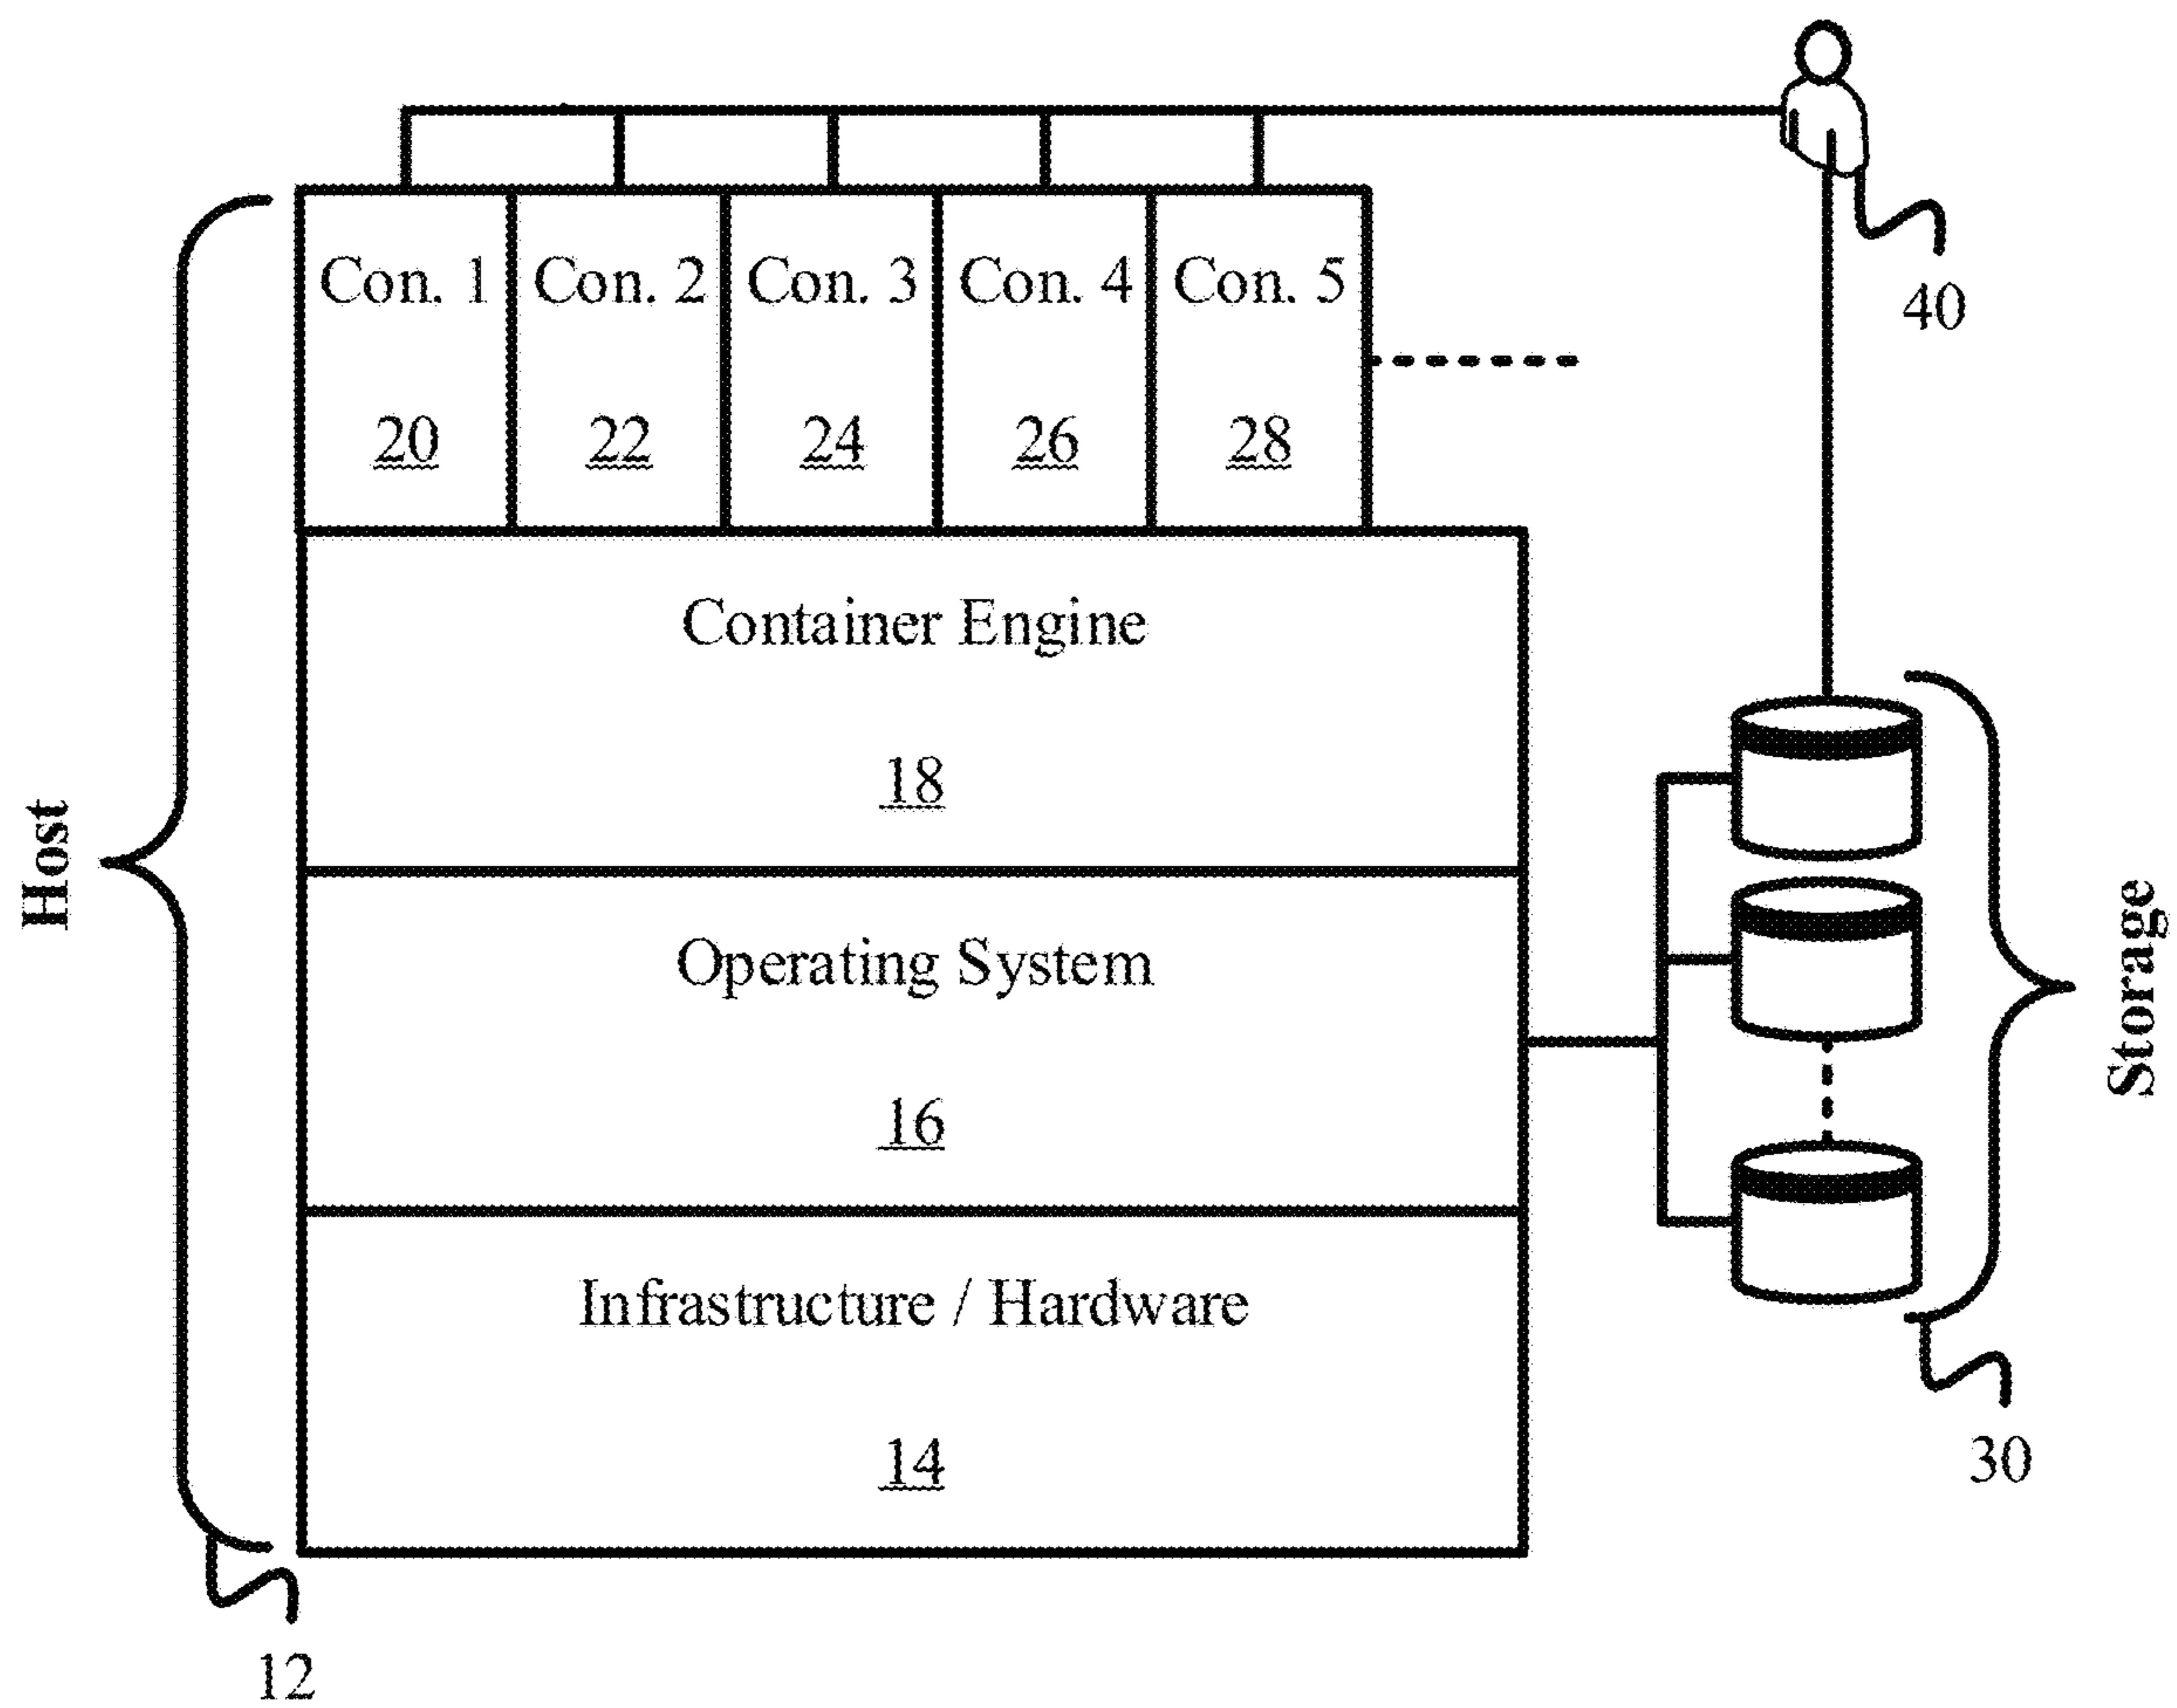 Con. 1
Con. 2
Con. 3
Con. 4
Con. 5
20
22
24
26
28
40
Container Engine
18
Host
Operating System
16
Storage
Infrastructure / Hardware
14
30
12